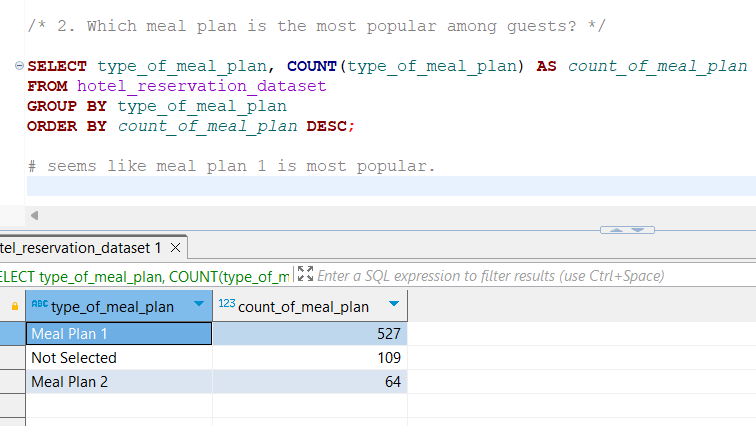 /* 2. Which meal plan is the most popular among guests? */
SELECT type_of_meal_plan, COUNT(type_of_meal_plan) AS count_of_meal_plan
FROM hotel_reservation_dataset
GROUP BY type_of_meal_plan
ORDER BY count_of_meal_plan DESC;
# seems like meal plan 1 is most popular.
tel_reservation_dataset 1
ELECT type_of_meal_plan, COUNT(type_of_m Enter a SQL expression to filter results (use Ctrl+Space)
ABC type_of_meal_plan 123 count_of_meal_plan
Meal Plan 1 527
Not Selected 109
Meal Plan 2 64